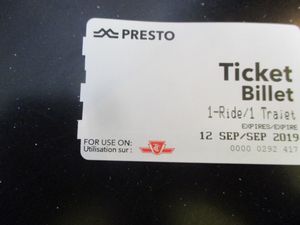 PRESTO
Ticket
Billet
1-Ride/1 Trajet
EXPIRES/EXPIRE
12 SEP/SEP 2019
0000 0292 417
FOR USE ON:
Utilisation sur :